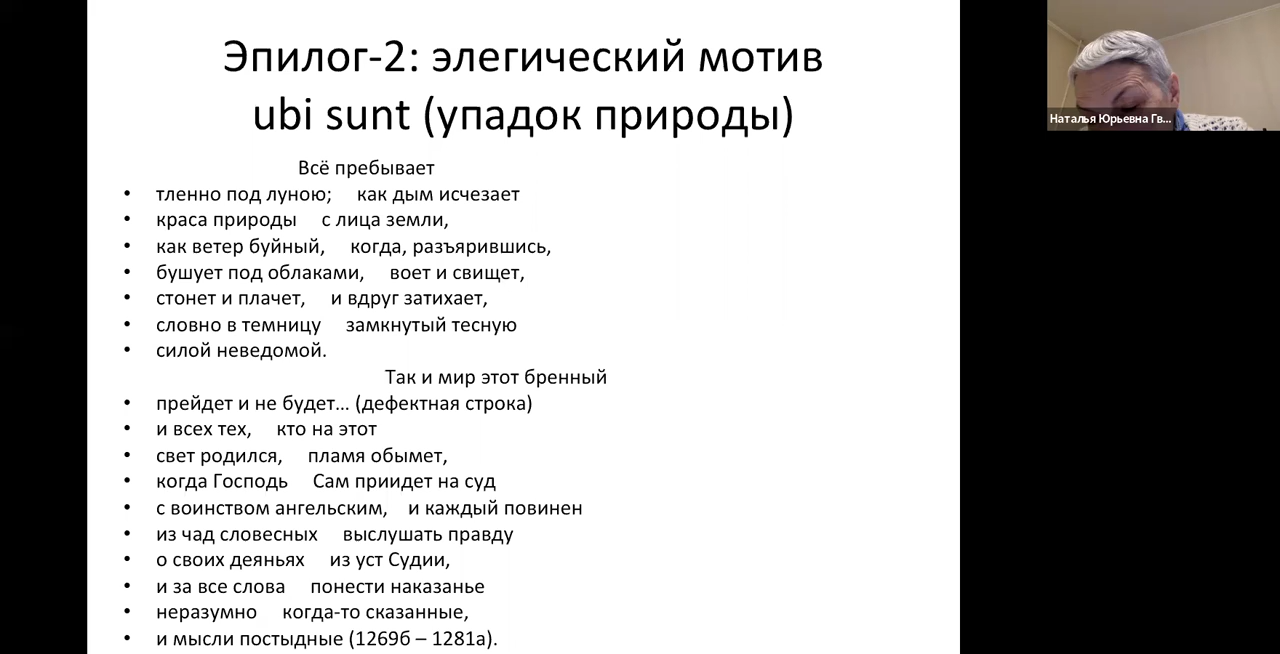 Эпилог-2: элегический мотив
ubi sunt (упадок природы)
Всё пребывает
• тленно под луною; как дым исчезает
• краса природы с лица земли,
• как ветер буйный, когда, разъярившись,
• бушует под облаками, воет и свищет,
• стонет и плачет, и вдруг затихает,
• словно в темницу замкнутый тесную
• силой неведомой.
Так и мир этот бренный
• прейдет и не будет… (дефектная строка)
• и всех тех, кто на этот
• свет родился, пламя обымет,
• когда Господь Сам приидет на суд
• с воинством ангельским, и каждый повинен
• из чад словесных выслушать правду
• о своих деяньях из уст Судии,
• и за все слова понести наказанье
• неразумно когда-то сказанные,
• и мысли постыдные (1269б – 1281а).
Наталья Юрьевна Гв...